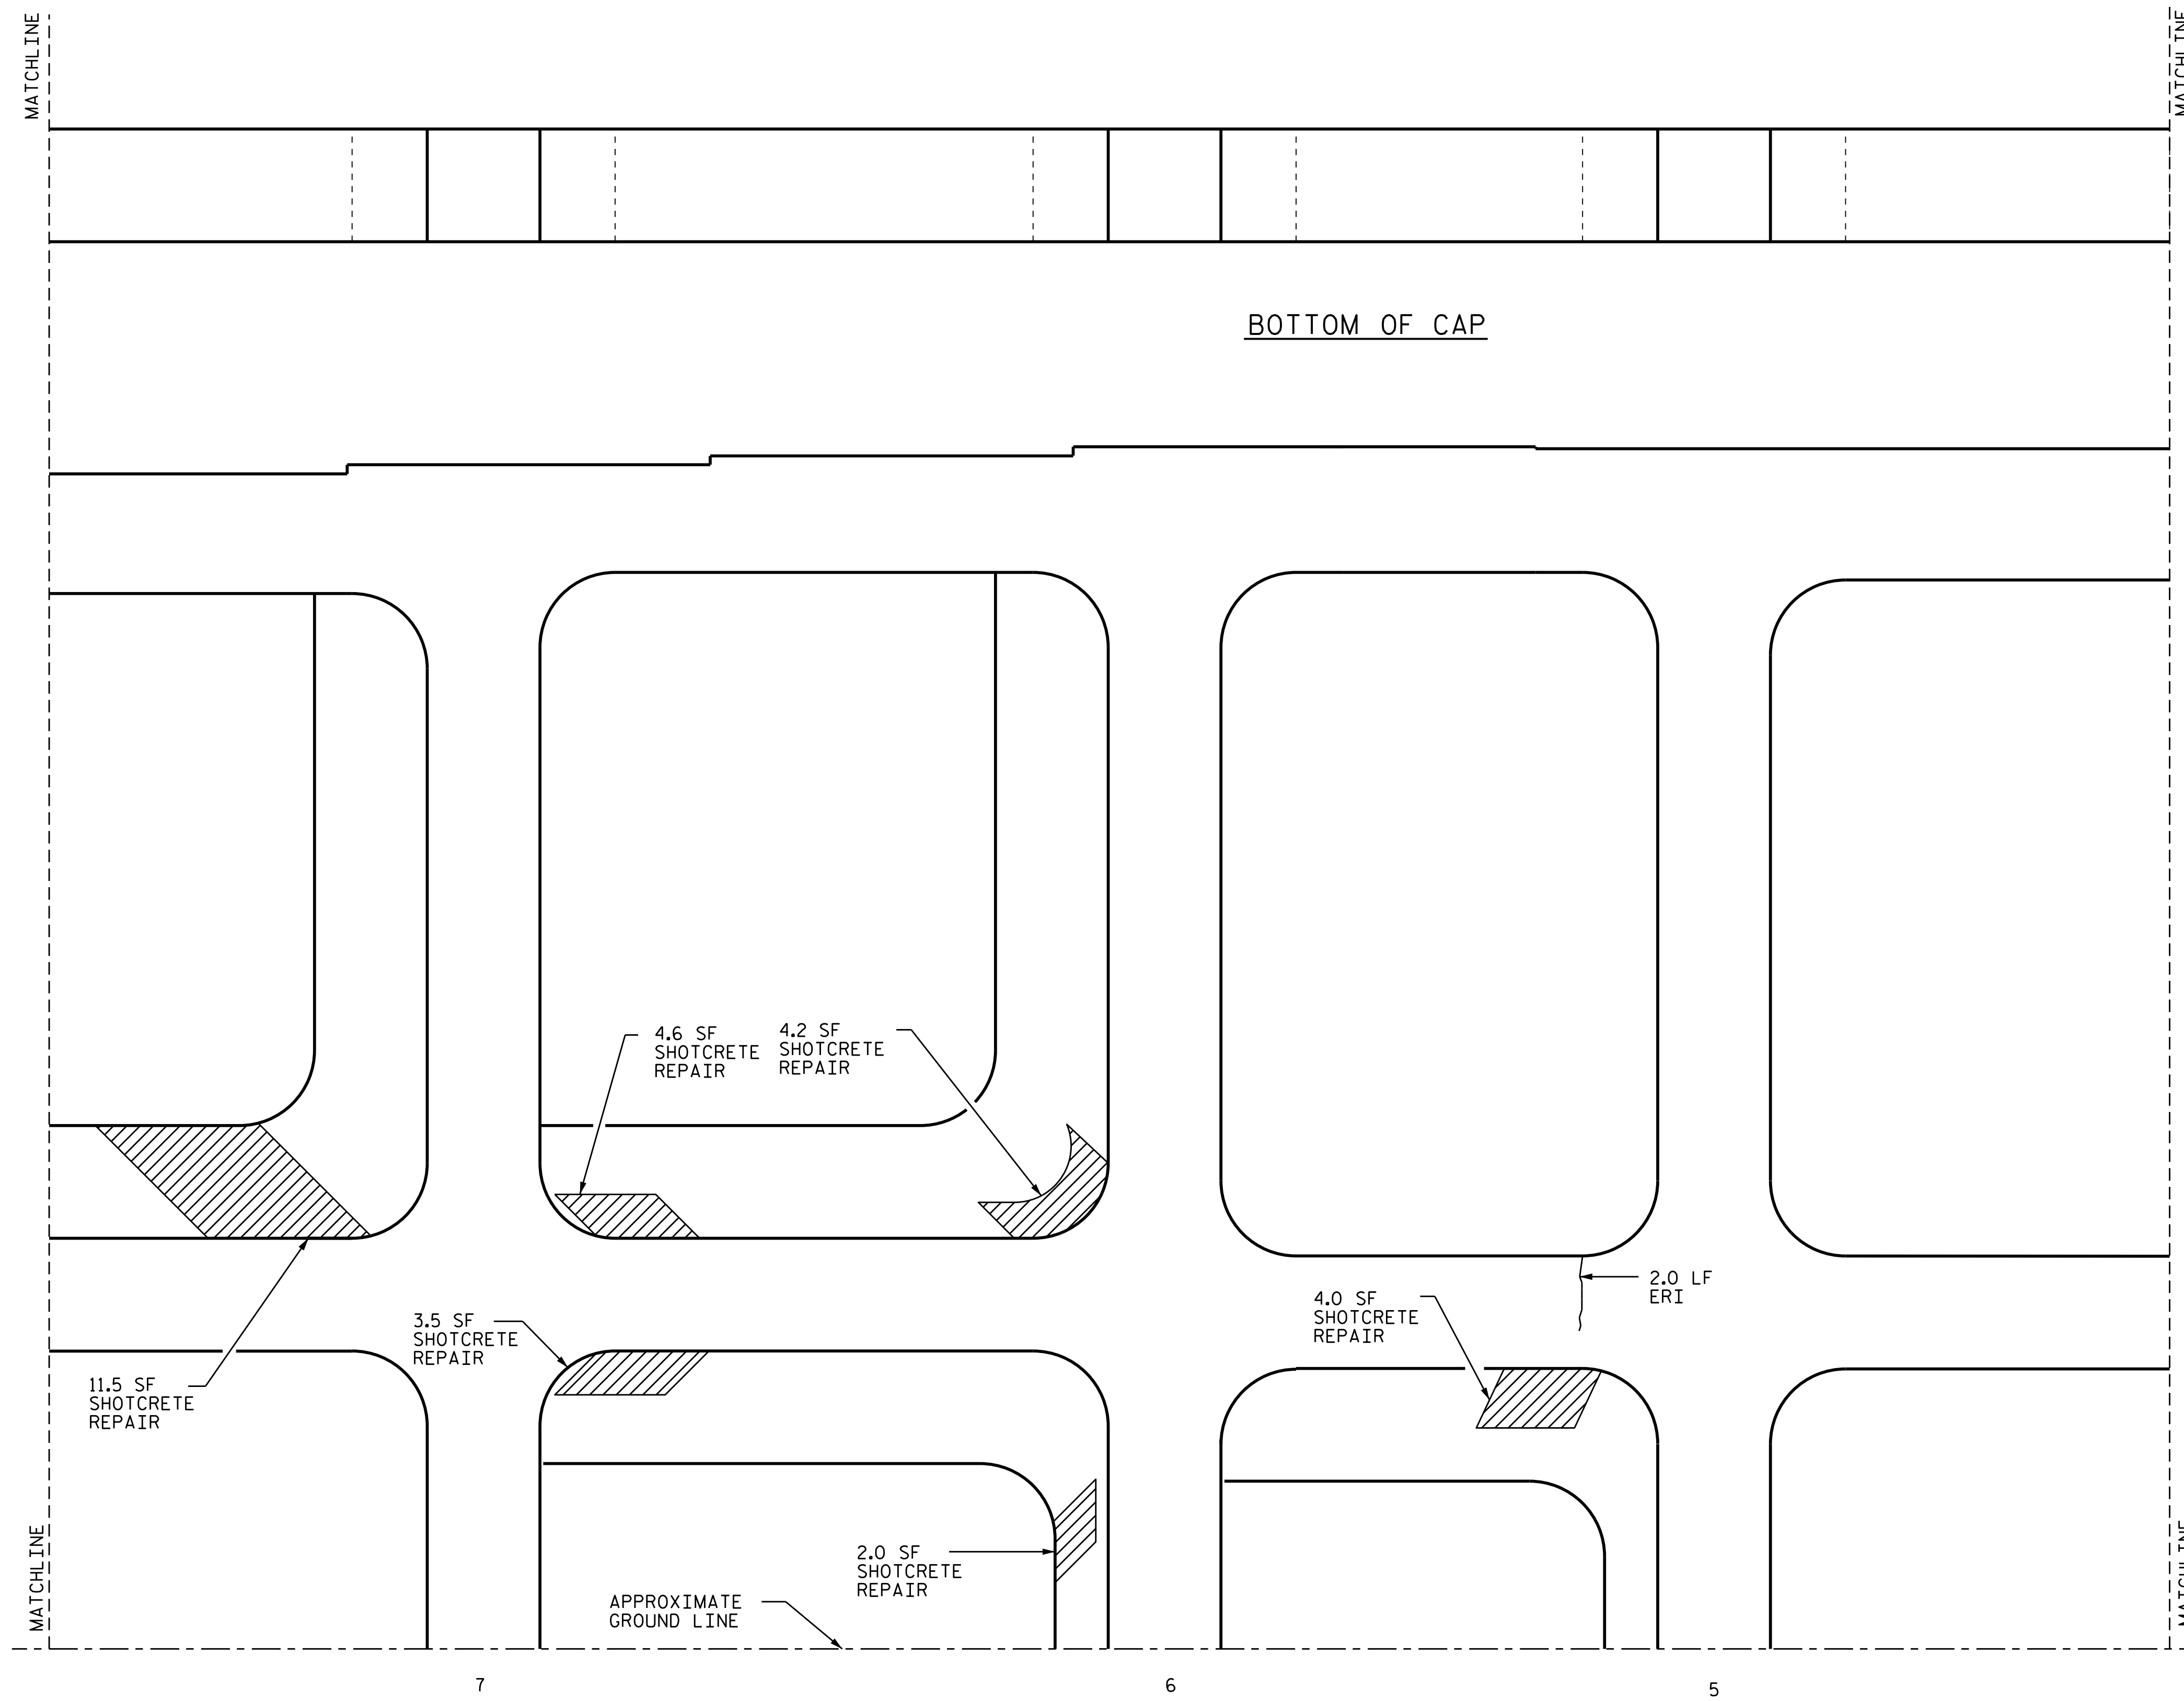 MATCHLINE
MATCHLINE
BOTTOM OF CAP
4.6 SF
SHOTCRETE
REPAIR
4.2 SF
SHOTCRETE
REPAIR
2.0 LF
ERI
4.0 SF
SHOTCRETE
REPAIR
3.5 SF
SHOTCRETE
REPAIR
11.5 SF
SHOTCRETE
REPAIR
2.0 SF
SHOTCRETE
REPAIR
APPROXIMATE
GROUND LINE
MATCHLINE
MATCHLINE
7
6
5